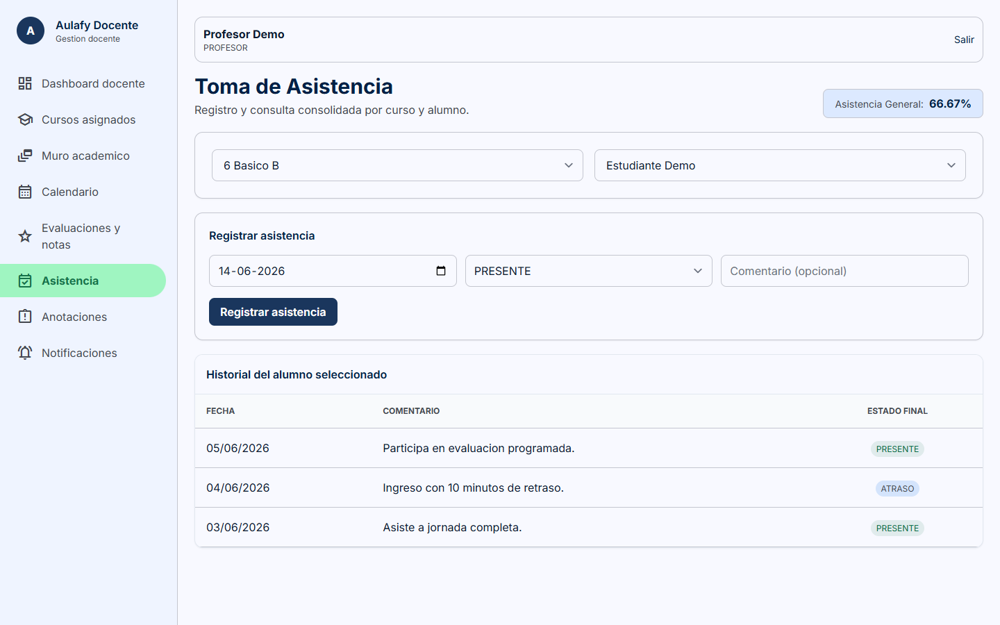 A
Aulafy Docente
Gestion docente
Dashboard docente
Cursos asignados
Muro academico
Calendario
Evaluaciones y
notas
Asistencia
Anotaciones
Notificaciones
Profesor Demo
PROFESOR
Salir
Toma de Asistencia
Registro y consulta consolidada por curso y alumno.
Asistencia General: 66.67%
6 Basico B
Estudiante Demo
Registrar asistencia
14-06-2026
PRESENTE
Comentario (opcional)
Registrar asistencia
Historial del alumno seleccionado
FECHA COMENTARIO ESTADO FINAL
05/06/2026 Participa en evaluacion programada. PRESENTE
04/06/2026 Ingreso con 10 minutos de retraso. ATRASO
03/06/2026 Asiste a jornada completa. PRESENTE